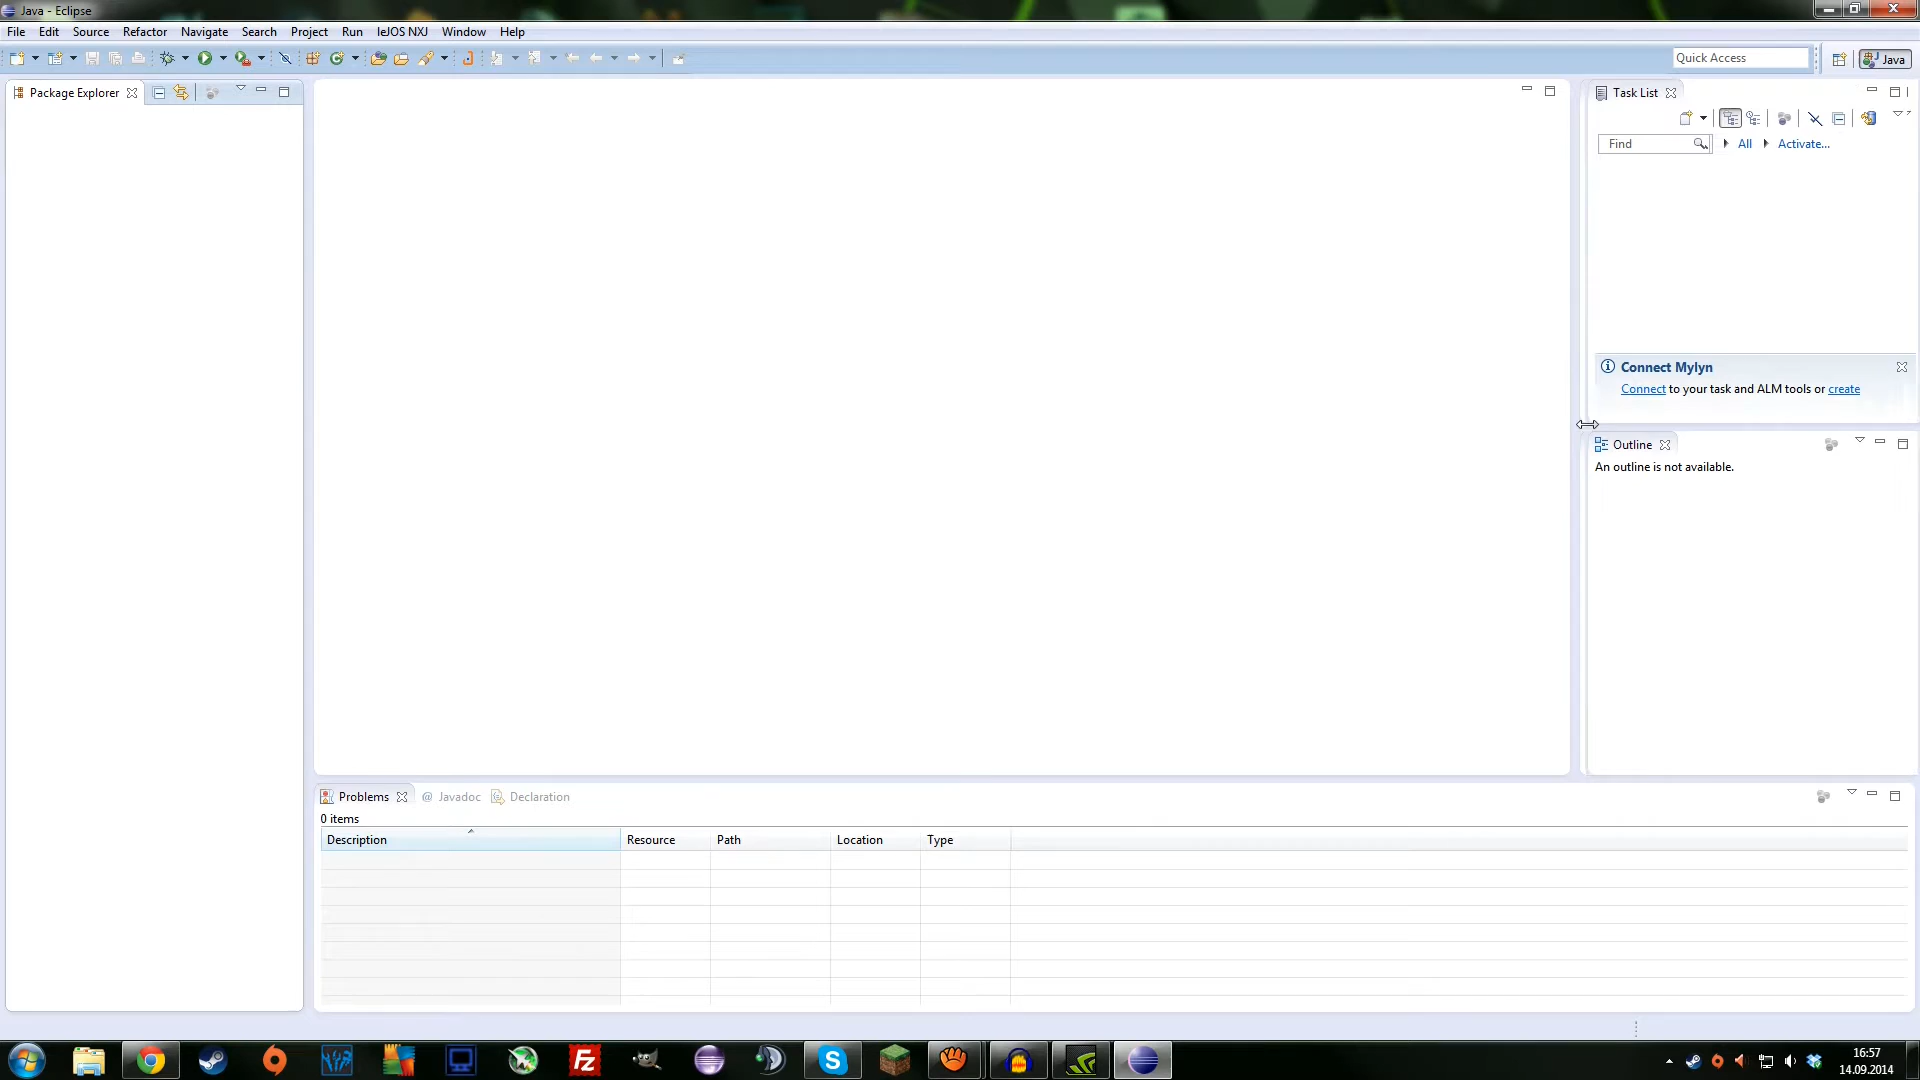 Java - Eclipse
File Edit Source Refactor Navigate Search Project Run leJOS NXJ Window Help
Quick Access
Java
Package Explorer
Task List
Find
All
Activate...
Connect Mylyn
Connect to your task and ALM tools or create
Outline
An outline is not available.
Problems @ Javadoc Declaration
0 items
Description Resource Path Location Type
16:57
14.09.2014